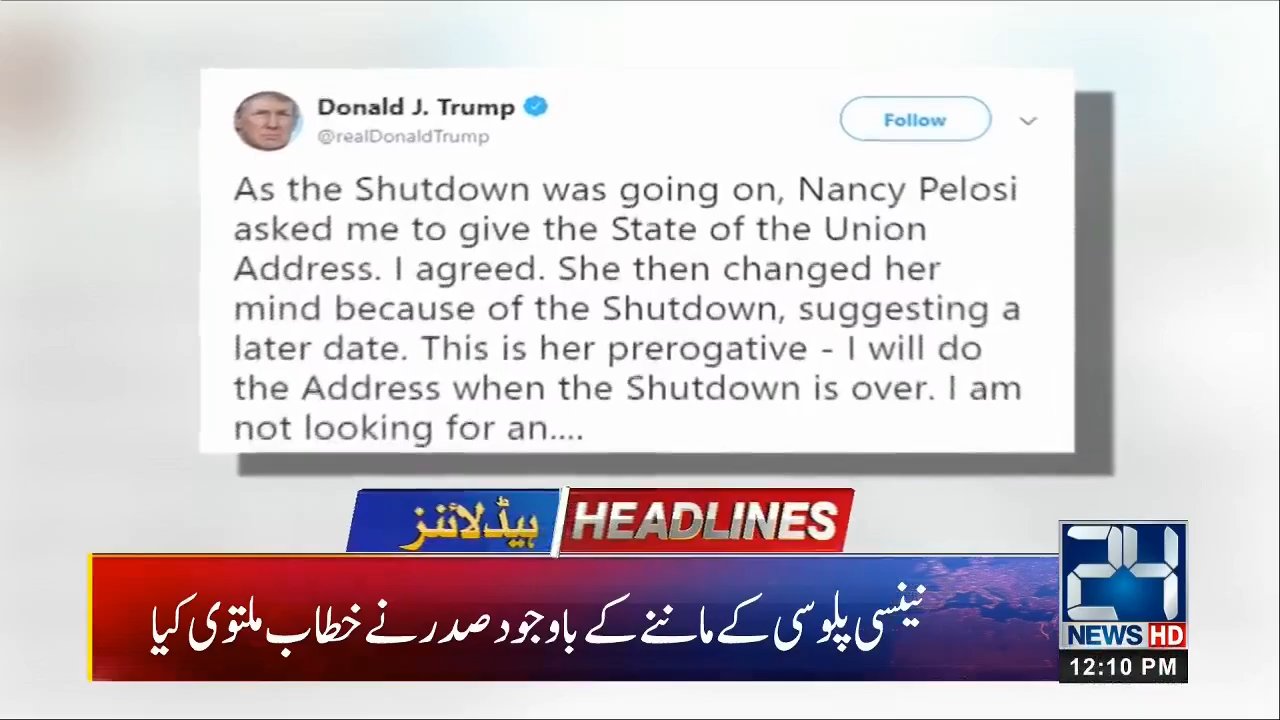 Donald J. Trump
@realDonaldTrump
Follow
As the Shutdown was going on, Nancy Pelosi
asked me to give the State of the Union
Address. I agreed. She then changed her
mind because of the Shutdown, suggesting a
later date. This is her prerogative - I will do
the Address when the Shutdown is over. I am
not looking for an....
ہیڈلائنز
HEADLINES
نینسی پلوسی کے ماننے کے باوجود صدر نے خطاب ملتوی کیا
24
NEWS HD
12:10 PM